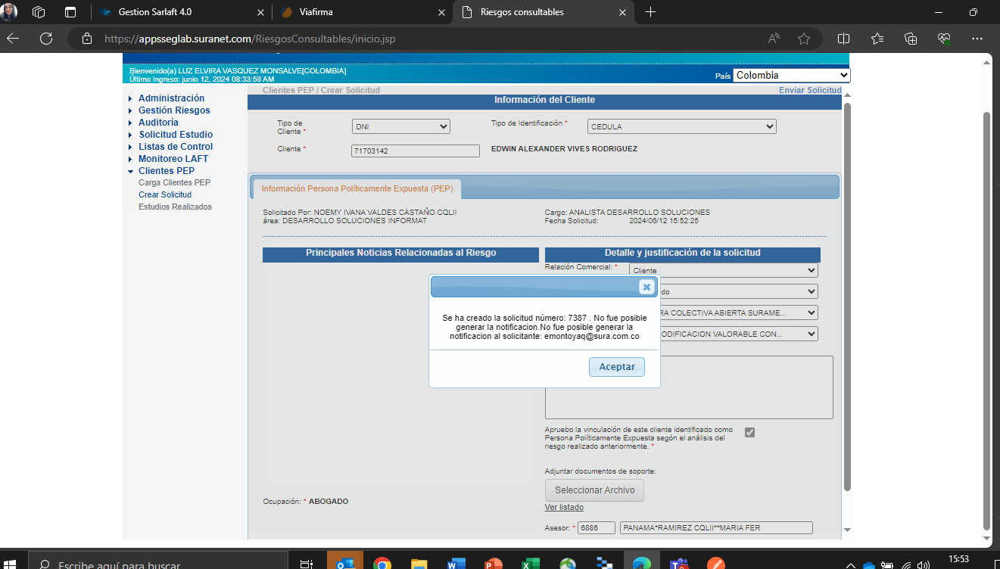 Gestion Sarlaft 4.0
Viafirma
Riesgos consultables
https://appsseglab.suranet.com/RiesgosConsultables/inicio.jsp
Bienvenido(a) LUZ ELVIRA VASQUEZ MONSALVE[COLOMBIA]
Último ingreso: junio 12, 2024 08:33:58 AM
País Colombia
Clientes PEP / Crear Solicitud
Enviar Solicitud
Administración
Gestión Riesgos
Auditoría
Solicitud Estudio
Listas de Control
Monitoreo LAFT
Clientes PEP
Carga Clientes PEP
Crear Solicitud
Estudios Realizados
Información del Cliente
Tipo de Cliente * DNI
Tipo de Identificación * CEDULA
Cliente * 71703142 EDWIN ALEXANDER VIVES RODRIGUEZ
Información Persona Políticamente Expuesta (PEP)
Solicitado Por: NOEMY IVANA VALDES CASTAÑO CQLII
Cargo: ANALISTA DESARROLLO SOLUCIONES
área: DESARROLLO SOLUCIONES INFORMAT
Fecha Solicitud: 2024/06/12 15:52:25
Principales Noticias Relacionadas al Riesgo
Detalle y justificación de la solicitud
Relación Comercial: * Cliente
do
RA COLECTIVA ABIERTA SURAME...
ODIFICACION VALORABLE CON...
Se ha creado la solicitud número: 7387 . No fue posible
generar la notificacion.No fue posible generar la
notificacion al solicitante: emontoyaq@sura.com.co
Aceptar
Apruebo la vinculación de este cliente identificado como
Persona Políticamente Expuesta según el análisis del
riesgo realizado anteriormente. *
Adjuntar documentos de soporte:
Seleccionar Archivo
Ver listado
Ocupación: * ABOGADO
Asesor: * 6886 PANAMA*RAMIREZ CQLII**MARIA FER
Escribe aquí para buscar
15:53